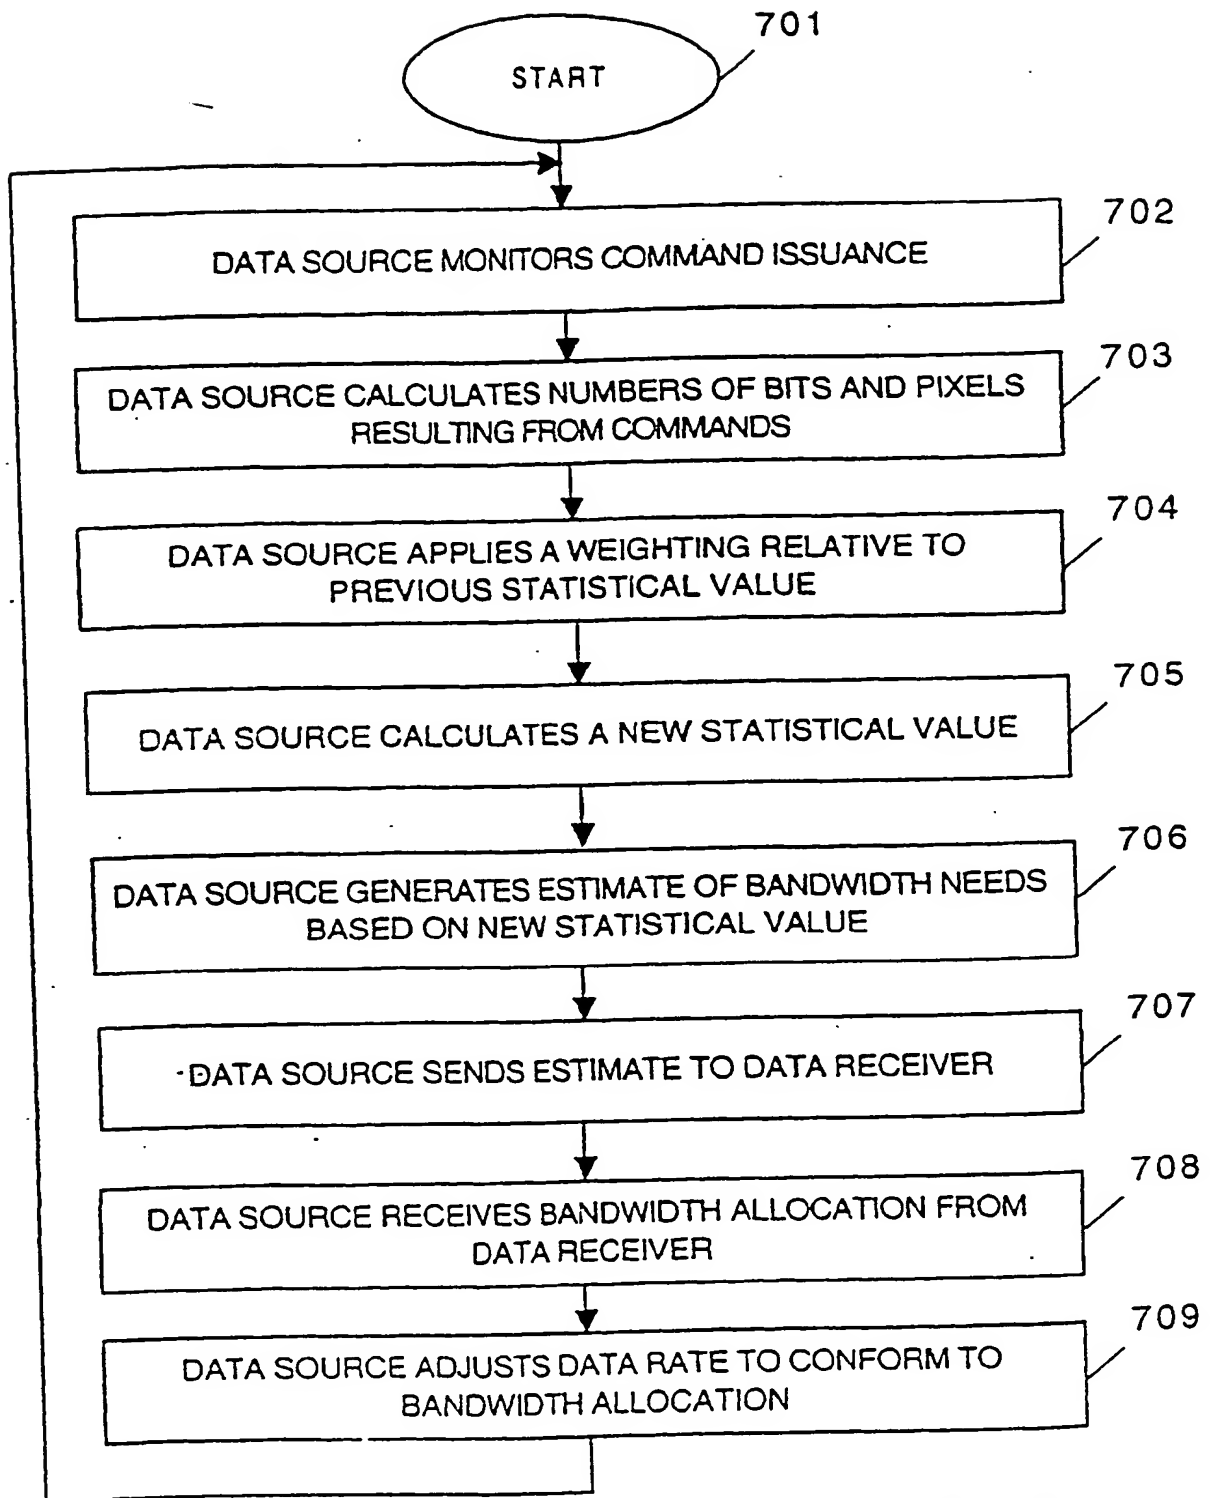 701
START
702
DATA SOURCE MONITORS COMMAND ISSUANCE
703
DATA SOURCE CALCULATES NUMBERS OF BITS AND PIXELS
RESULTING FROM COMMANDS
704
DATA SOURCE APPLIES A WEIGHTING RELATIVE TO
PREVIOUS STATISTICAL VALUE
705
DATA SOURCE CALCULATES A NEW STATISTICAL VALUE
706
DATA SOURCE GENERATES ESTIMATE OF BANDWIDTH NEEDS
BASED ON NEW STATISTICAL VALUE
707
DATA SOURCE SENDS ESTIMATE TO DATA RECEIVER
708
DATA SOURCE RECEIVES BANDWIDTH ALLOCATION FROM
DATA RECEIVER
709
DATA SOURCE ADJUSTS DATA RATE TO CONFORM TO
BANDWIDTH ALLOCATION